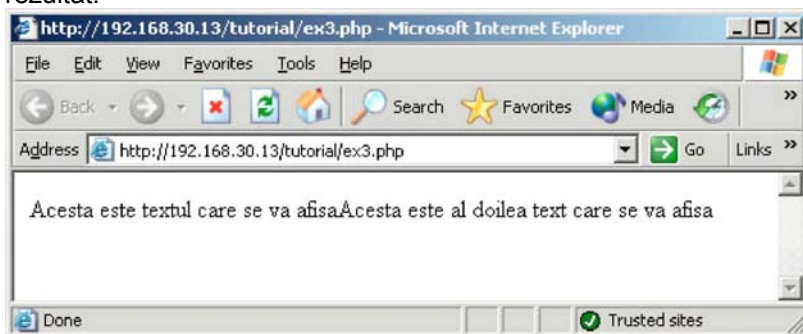 rezultat:
http://192.168.30.13/tutorial/ex3.php - Microsoft Internet Explorer
File Edit View Favorites Tools Help
Back Search Favorites Media »
Address http://192.168.30.13/tutorial/ex3.php Go Links »
Acesta este textul care se va afisaAcesta este al doilea text care se va afisa
Done Trusted sites